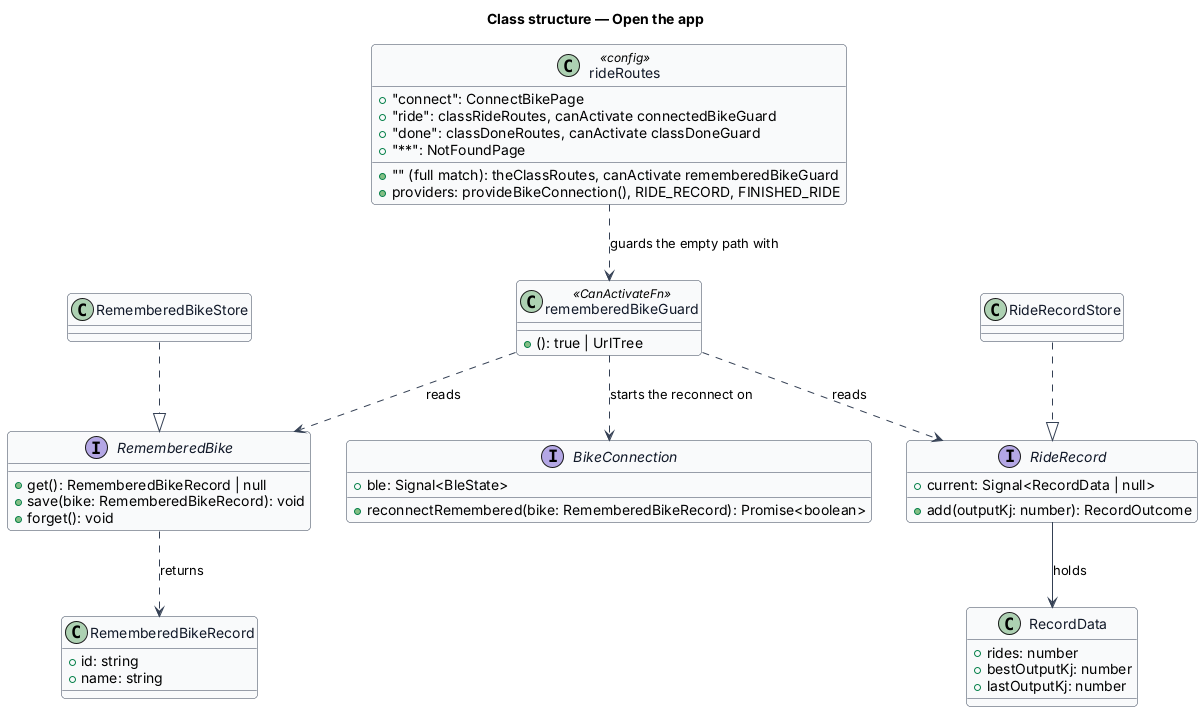 Class structure — Open the app
C
«config»
rideRoutes
"connect": ConnectBikePage
"ride": classRideRoutes, canActivate connectedBikeGuard
"done": classDoneRoutes, canActivate classDoneGuard
"**": NotFoundPage
"" (full match): theClassRoutes, canActivate rememberedBikeGuard
providers: provideBikeConnection(), RIDE_RECORD, FINISHED_RIDE
guards the empty path with
C RememberedBikeStore
C
«CanActivateFn»
rememberedBikeGuard
(): true | UrlTree
C RideRecordStore
reads
starts the reconnect on
reads
I RememberedBike
get(): RememberedBikeRecord | null
save(bike: RememberedBikeRecord): void
forget(): void
I BikeConnection
ble: Signal<BleState>
reconnectRemembered(bike: RememberedBikeRecord): Promise<boolean>
I RideRecord
current: Signal<RecordData | null>
add(outputKj: number): RecordOutcome
returns
holds
C RememberedBikeRecord
id: string
name: string
C RecordData
rides: number
bestOutputKj: number
lastOutputKj: number